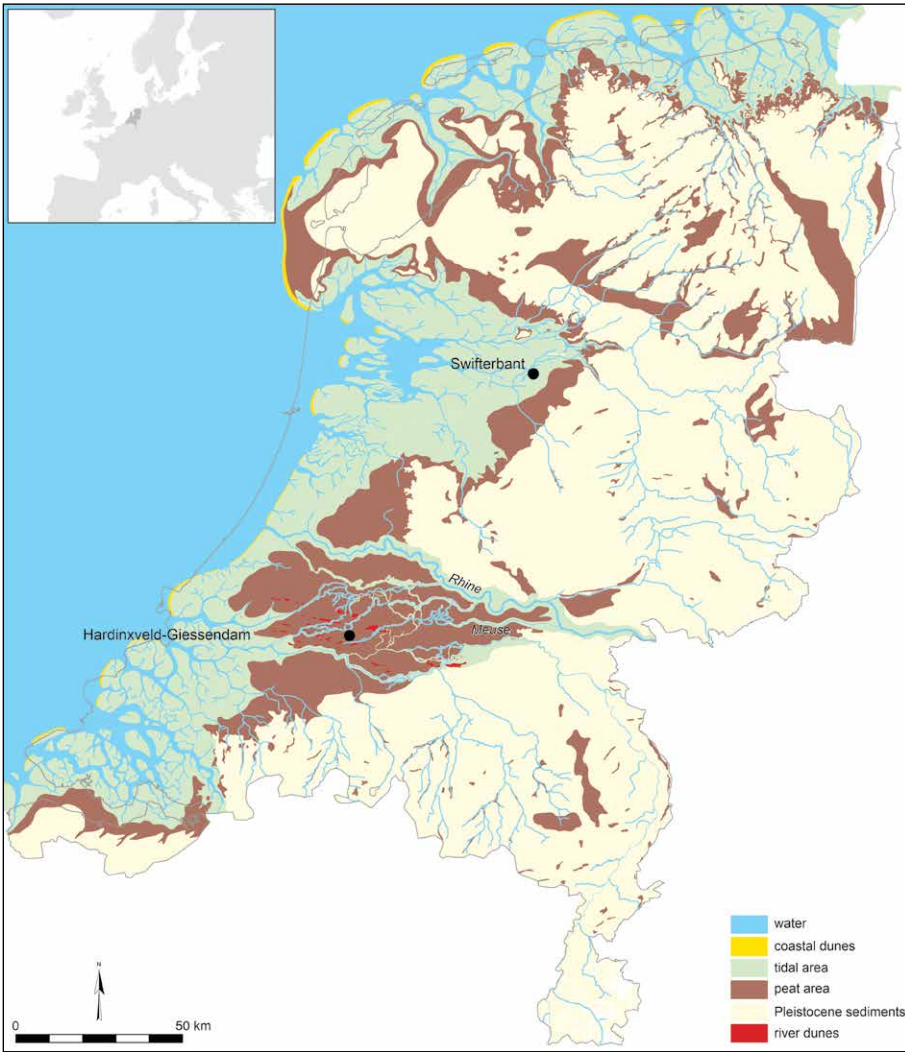 Swifterbant
Rhine
Hardinxveld-Giessendam
Meuse
water
coastal dunes
tidal area
peat area
Pleistocene sediments
river dunes
N
0 50 km